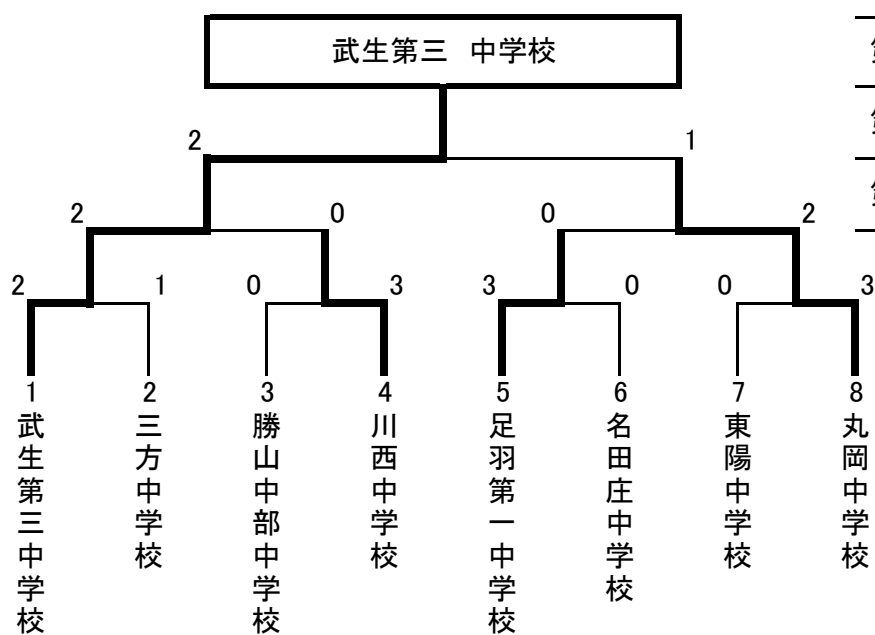 武生第三 中学校
第
第
第
2 1
2 0 0 2
2 1 0 3 3 0 0 3
1 2 3 4 5 6 7 8
武生第三中学校
三方中学校
勝山中部中学校
川西中学校
足羽第一中学校
名田庄中学校
東陽中学校
丸岡中学校